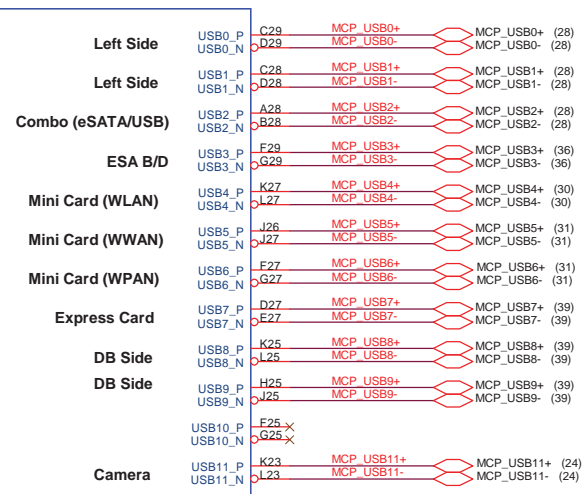 Left Side USB0_P C29 MCP_USB0+ MCP_USB0+ (28)
USB0_N D29 MCP_USB0- MCP_USB0- (28)
Left Side USB1_P C28 MCP_USB1+ MCP_USB1+ (28)
USB1_N D28 MCP_USB1- MCP_USB1- (28)
Combo (eSATA/USB) USB2_P A28 MCP_USB2+ MCP_USB2+ (28)
USB2_N B28 MCP_USB2- MCP_USB2- (28)
ESA B/D USB3_P F29 MCP_USB3+ MCP_USB3+ (36)
USB3_N G29 MCP_USB3- MCP_USB3- (36)
Mini Card (WLAN) USB4_P K27 MCP_USB4+ MCP_USB4+ (30)
USB4_N L27 MCP_USB4- MCP_USB4- (30)
Mini Card (WWAN) USB5_P J26 MCP_USB5+ MCP_USB5+ (31)
USB5_N J27 MCP_USB5- MCP_USB5- (31)
Mini Card (WPAN) USB6_P F27 MCP_USB6+ MCP_USB6+ (31)
USB6_N G27 MCP_USB6- MCP_USB6- (31)
Express Card USB7_P D27 MCP_USB7+ MCP_USB7+ (39)
USB7_N E27 MCP_USB7- MCP_USB7- (39)
DB Side USB8_P K25 MCP_USB8+ MCP_USB8+ (39)
USB8_N L25 MCP_USB8- MCP_USB8- (39)
DB Side USB9_P H25 MCP_USB9+ MCP_USB9+ (39)
USB9_N J25 MCP_USB9- MCP_USB9- (39)
USB10_P F25
USB10_N G25
Camera USB11_P K23 MCP_USB11+ MCP_USB11+ (24)
USB11_N L23 MCP_USB11- MCP_USB11- (24)